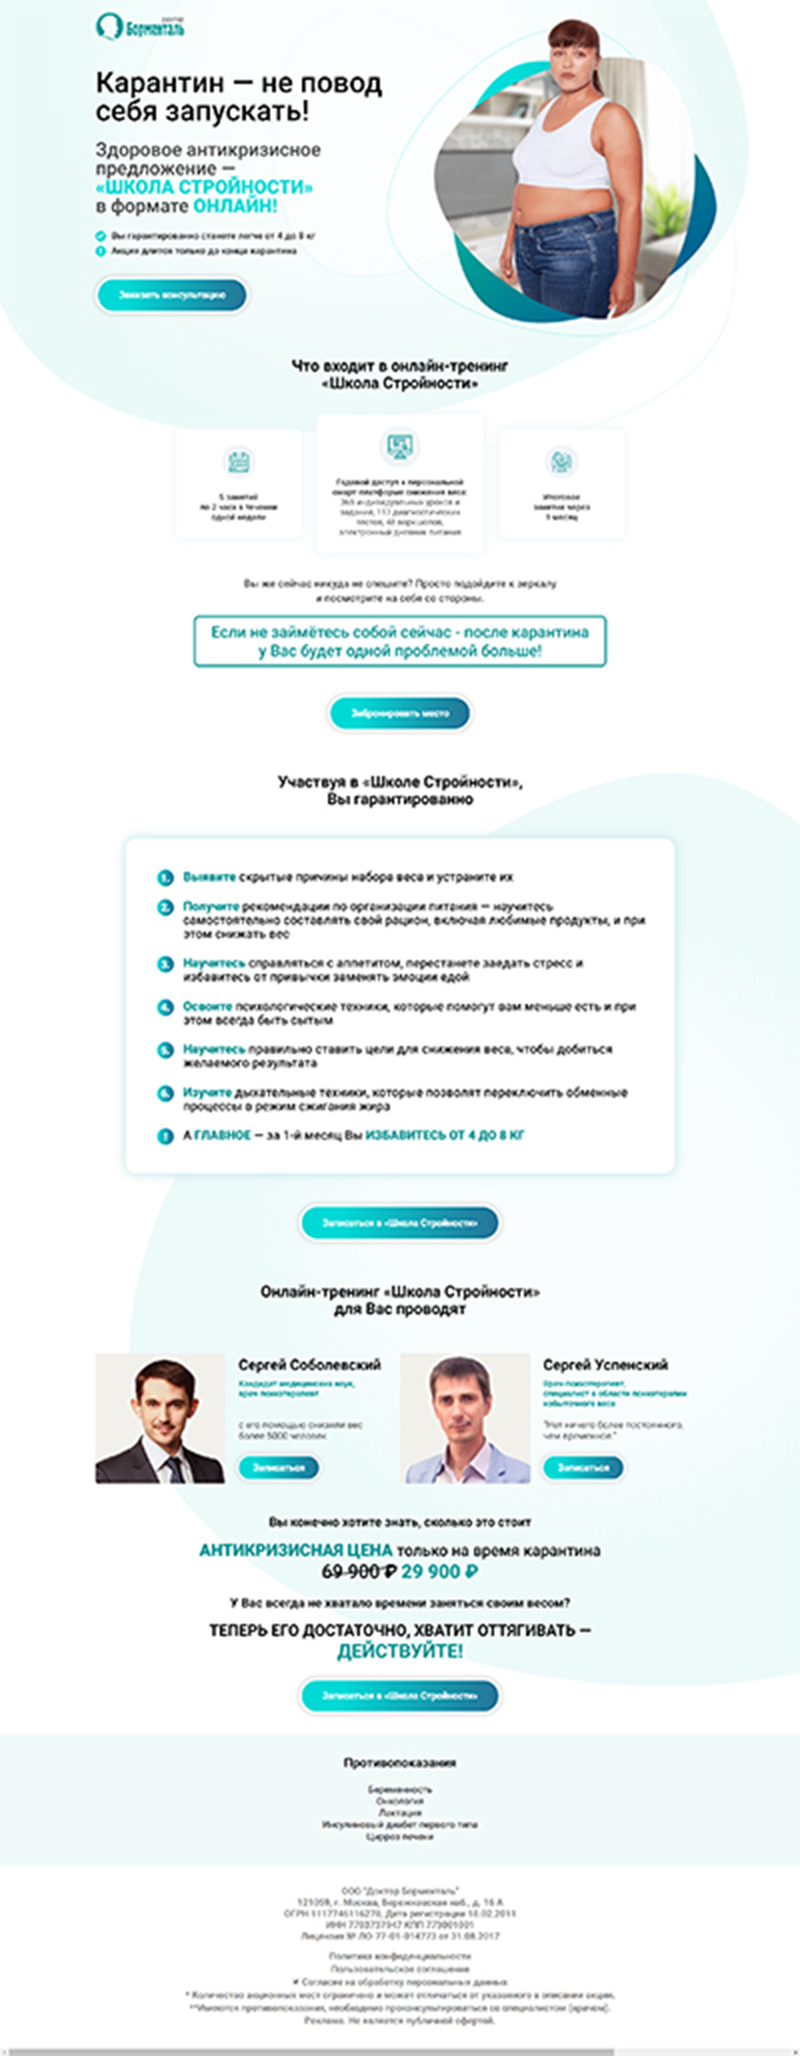 ДОКТОР
Борменталь
Карантин — не повод
себя запускать!
Здоровое антикризисное
предложение —
«ШКОЛА СТРОЙНОСТИ»
в формате ОНЛАЙН!
Вы гарантированно станете легче от 4 до 8 кг
Акция длится только до конца карантина
Заказать консультацию
Что входит в онлайн-тренинг
«Школа Стройности»
5 занятий
по 2 часа в течении
одной недели
Годовой доступ к персональной
смарт-платформе снижения веса:
365 индивидуальных уроков и
задания, 113 диагностических
тестов, 48 воркшопов,
электронный дневник питания
Итоговое
занятие через
1 месяц
Вы же сейчас никуда не спешите? Просто подойдите к зеркалу
и посмотрите на себя со стороны.
Если не займётесь собой сейчас - после карантина
у Вас будет одной проблемой больше!
Забронировать место
Участвуя в «Школе Стройности»,
Вы гарантированно
1. Выявите скрытые причины набора веса и устраните их
2. Получите рекомендации по организации питания — научитесь
самостоятельно составлять свой рацион, включая любимые продукты, и при
этом снижать вес
3. Научитесь справляться с аппетитом, перестанете заедать стресс и
избавитесь от привычки заменять эмоции едой
4. Освоите психологические техники, которые помогут вам меньше есть и при
этом всегда быть сытым
5. Научитесь правильно ставить цели для снижения веса, чтобы добиться
желаемого результата
6. Изучите дыхательные техники, которые позволят переключить обменные
процессы в режим сжигания жира
! А ГЛАВНОЕ — за 1-й месяц Вы ИЗБАВИТЕСЬ ОТ 4 ДО 8 КГ
Записаться в «Школа Стройности»
Онлайн-тренинг «Школа Стройности»
для Вас проводят
Сергей Соболевский
Кандидат медицинских наук,
врач психотерапевт
с его помощью снизили вес
более 5000 человек
Записаться
Сергей Успенский
Врач психотерапевт,
специалист в области психотерапии
избыточного веса
"Нет ничего более постоянного,
чем временное."
Записаться
Вы конечно хотите знать, сколько это стоит
АНТИКРИЗИСНАЯ ЦЕНА только на время карантина
69 900 ₽ 29 900 ₽
У Вас всегда не хватало времени заняться своим весом?
ТЕПЕРЬ ЕГО ДОСТАТОЧНО, ХВАТИТ ОТТЯГИВАТЬ —
ДЕЙСТВУЙТЕ!
Записаться в «Школа Стройности»
Противопоказания
Беременность
Онкология
Лактация
Инсулиновый диабет первого типа
Цирроз печени
ООО "Доктор Борменталь"
121059, г. Москва, Бережковская наб., д. 16 А
ОГРН 1117746116270, Дата регистрации 18.02.2011
ИНН 7703737947 КПП 773001001
Лицензия № ЛО-77-01-014773 от 31.08.2017
Политика конфиденциальности
Пользовательское соглашение
Согласие на обработку персональных данных
* Количество акционных мест ограничено и может отличаться от указанного в описании акции.
**Имеются противопоказания, необходимо проконсультироваться со специалистом (врачом).
Реклама. Не является публичной офертой.